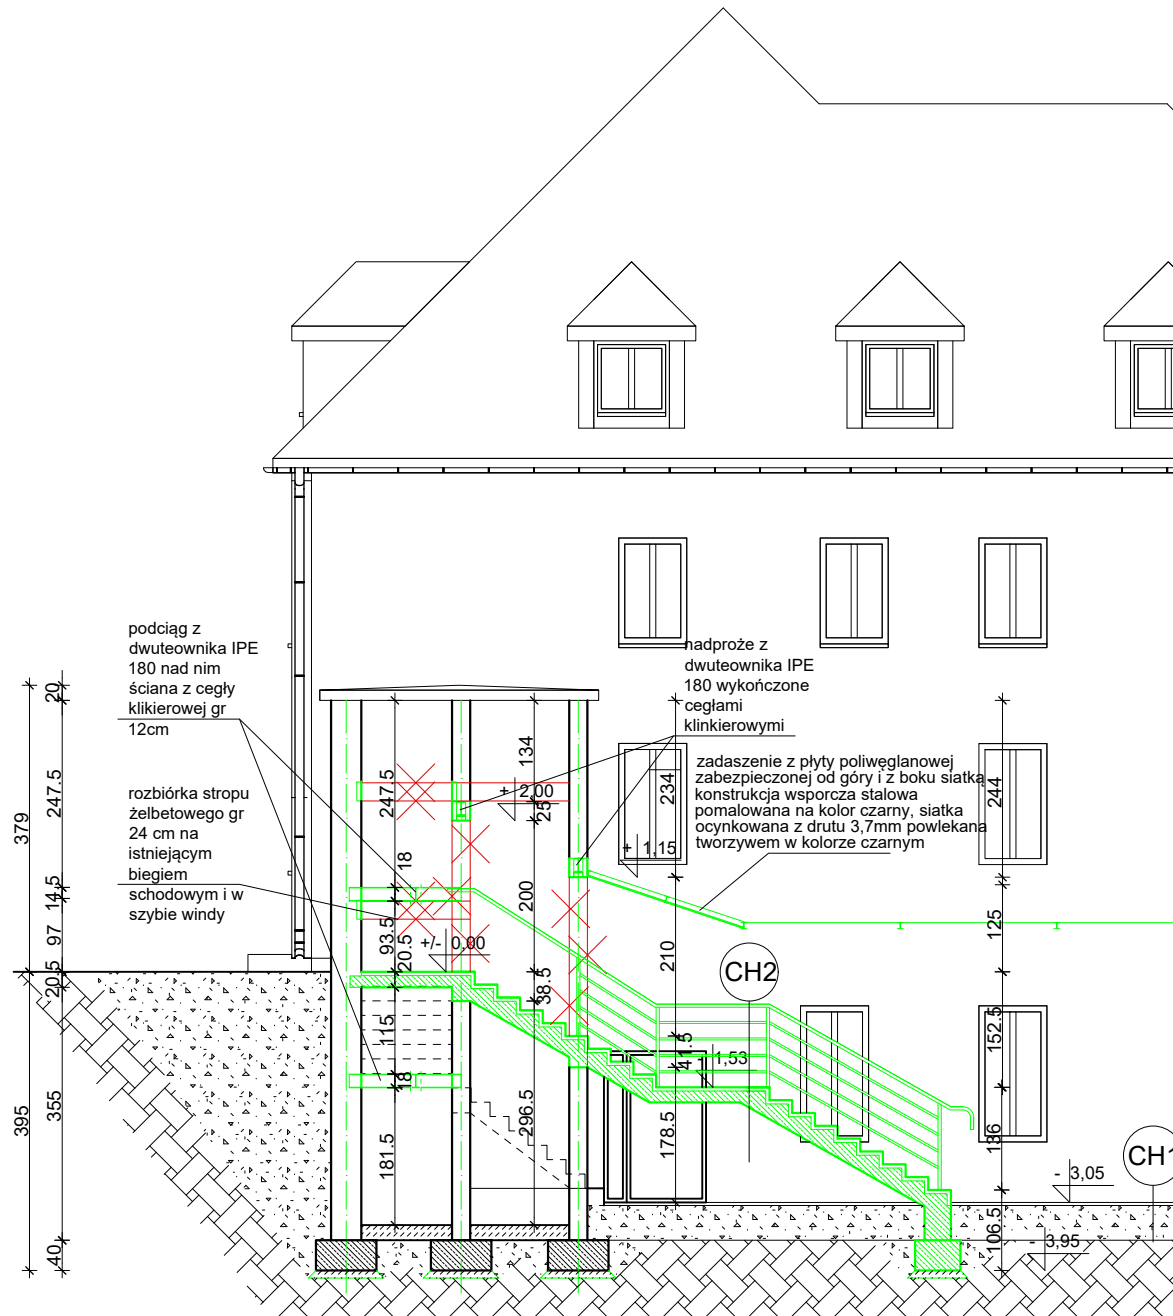 podciąg z
dwuteownika IPE
180 nad nim
ściana z cegły
klikierowej gr
12cm
rozbiórka stropu
żelbetowego gr
24 cm na
istniejącym
biegiem
schodowym i w
szybie windy
nadproże z
dwuteownika IPE
180 wykończone
cegłami
klinkierowymi
zadaszenie z płyty poliwęglanowej
zabezpieczonej od góry i z boku siatką
konstrukcja wsporcza stalowa
pomalowana na kolor czarny, siatka
ocynkowana z drutu 3,7mm powlekana
tworzywem w kolorze czarnym
379
395
20
247.5
14.5
97
20.5
355
40
247.5
18
93.5
20.5
115
18
181.5
134
25
200
38.5
296.5
234
210
41.5
178.5
244
125
152.5
136
106.5
+ 2,00
+ 1,15
+/- 0,00
1,53
- 3,05
- 3,95
CH2
CH1